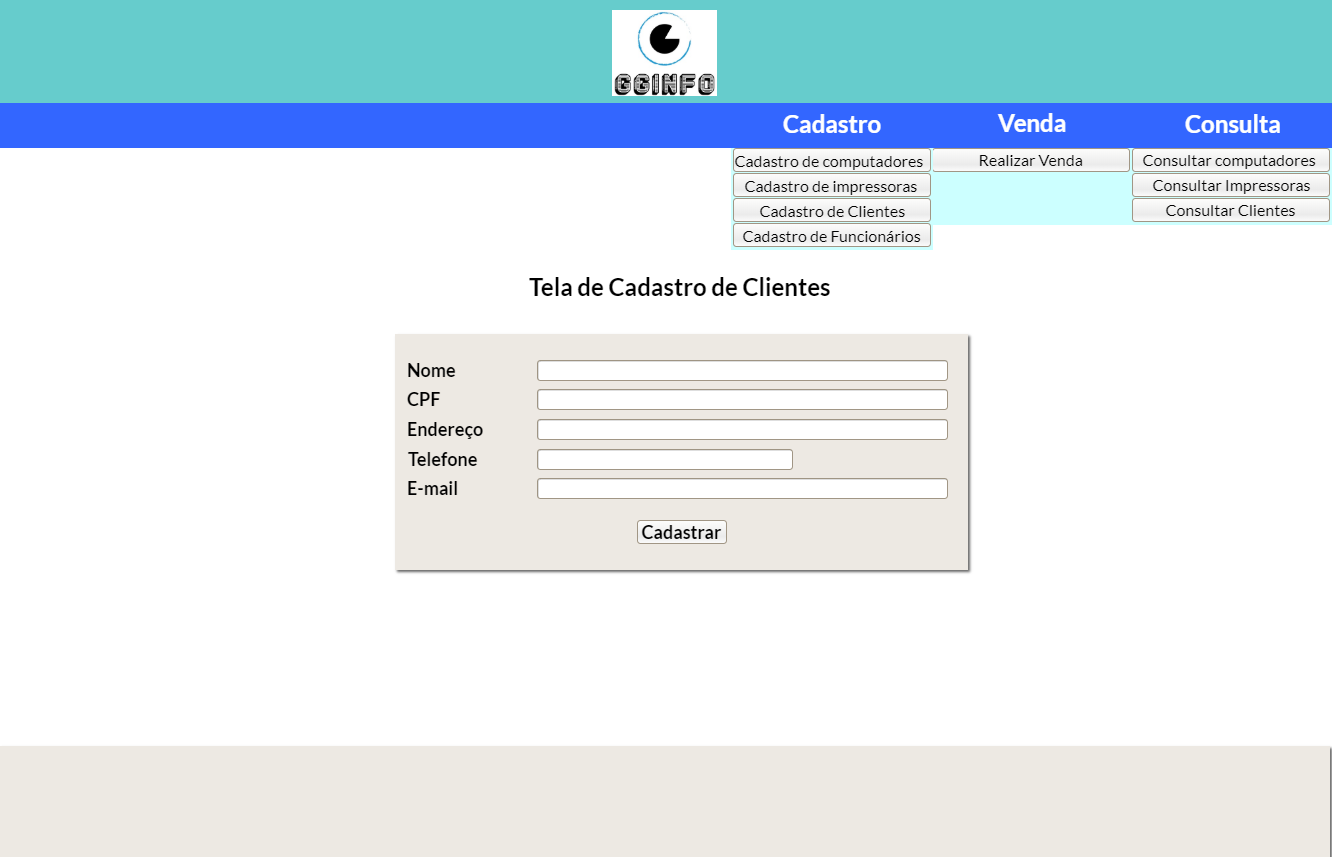 GGINFO
Cadastro Venda Consulta
Cadastro de computadores Realizar Venda Consultar computadores
Cadastro de impressoras Consultar Impressoras
Cadastro de Clientes Consultar Clientes
Cadastro de Funcionários
Tela de Cadastro de Clientes
Nome
CPF
Endereço
Telefone
E-mail
Cadastrar